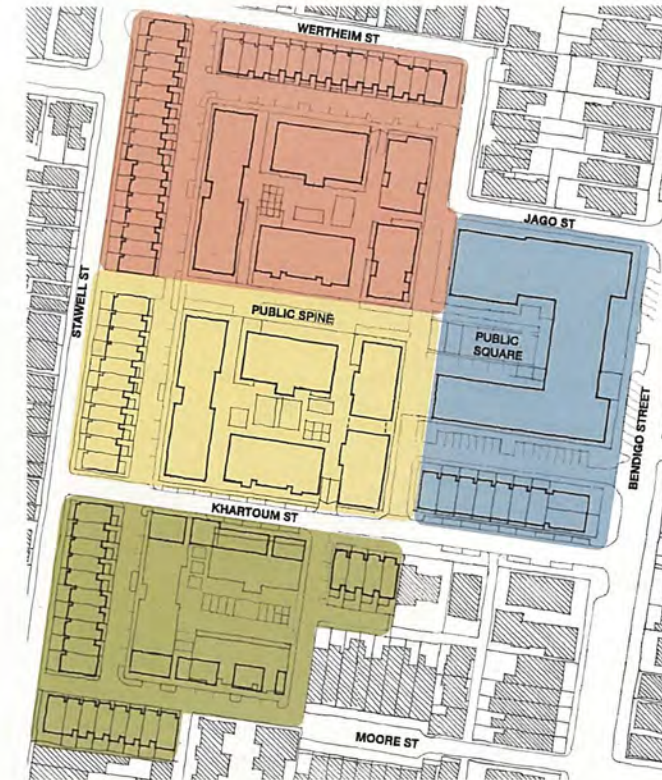 WERTHEIM ST
JAGO ST
STAWELL ST
PUBLIC SPINE
PUBLIC
SQUARE
BENDIGO STREET
KHARTOUM ST
MOORE ST